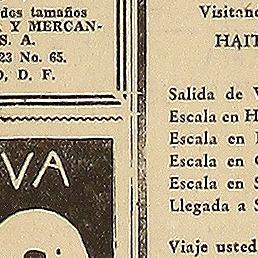 dos tamaños
Y MERCAN-
S. A.
23 No. 65.
D. F.
VA
Visitan
HAIT
Salida de V
Escala en H
Escala en
Escala en
Escala en S
Llegada a S
Viaje usted